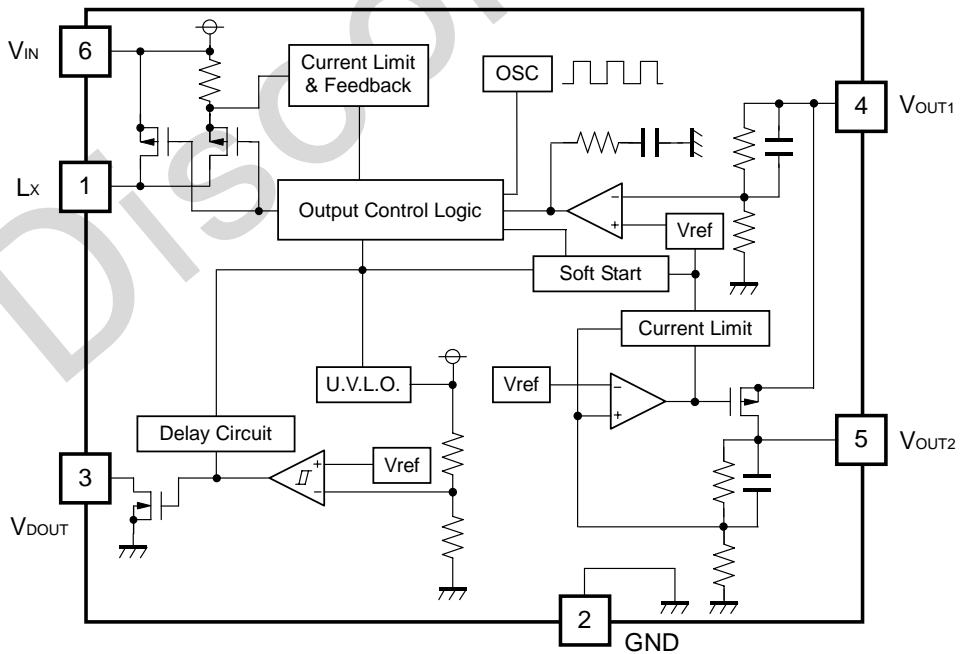 VIN
6
Current Limit
& Feedback
OSC
4
VOUT1
LX
1
Output Control Logic
−
+
Vref
Soft Start
Current Limit
U.V.L.O.
Vref
−
+
Delay Circuit
5
VOUT2
3
+
−
Vref
VDOUT
2
GND
Discon